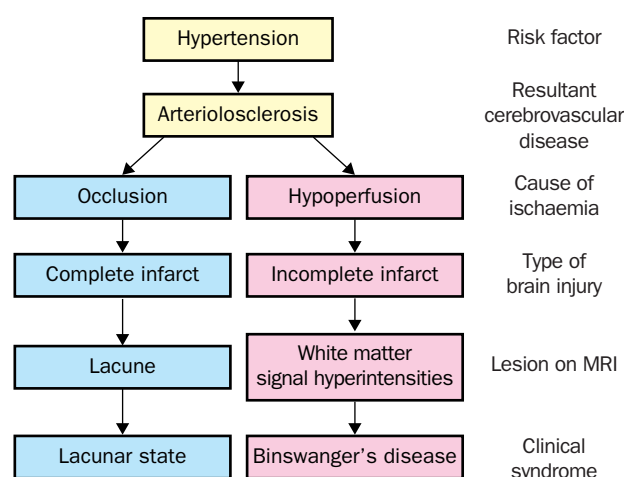 Hypertension
Risk factor
Arteriolosclerosis
Resultant
cerebrovascular
disease
Occlusion
Hypoperfusion
Cause of
ischaemia
Complete infarct
Incomplete infarct
Type of
brain injury
Lacune
White matter
signal hyperintensities
Lesion on MRI
Lacunar state
Binswanger's disease
Clinical
syndrome